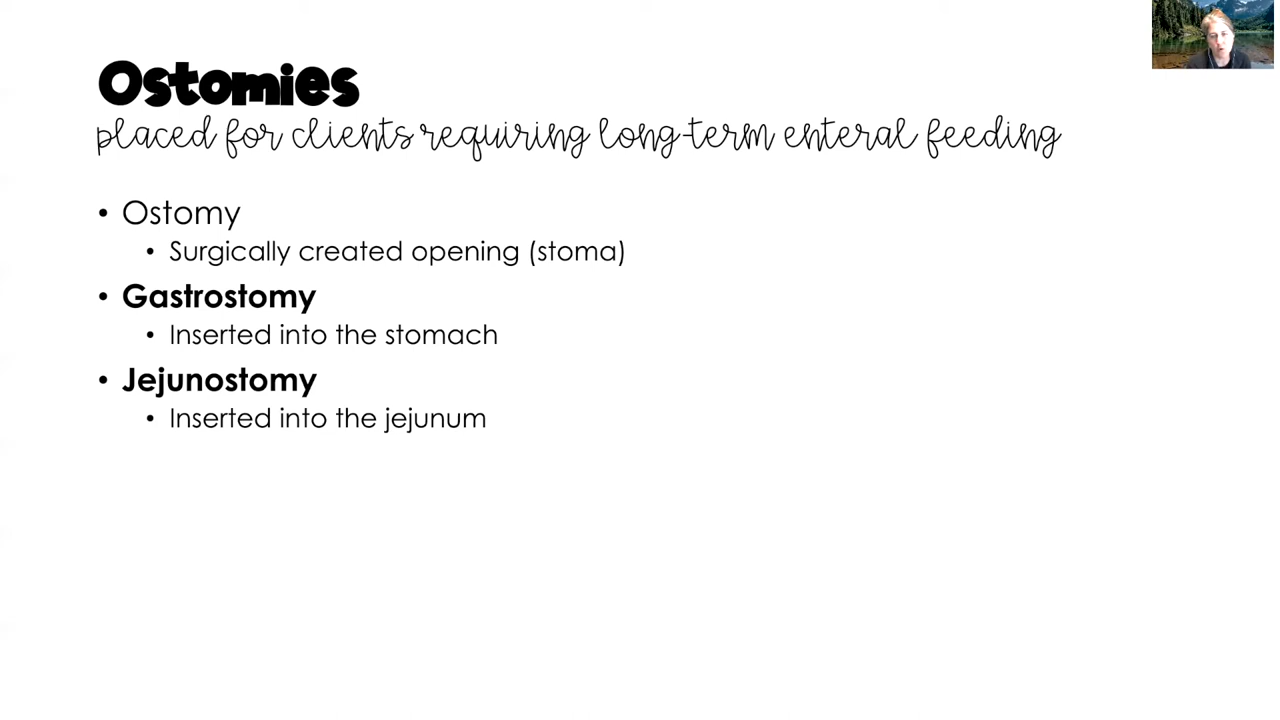 Ostomies
placed for clients requiring long-term enteral feeding
• Ostomy
• Surgically created opening (stoma)
• Gastrostomy
• Inserted into the stomach
• Jejunostomy
• Inserted into the jejunum